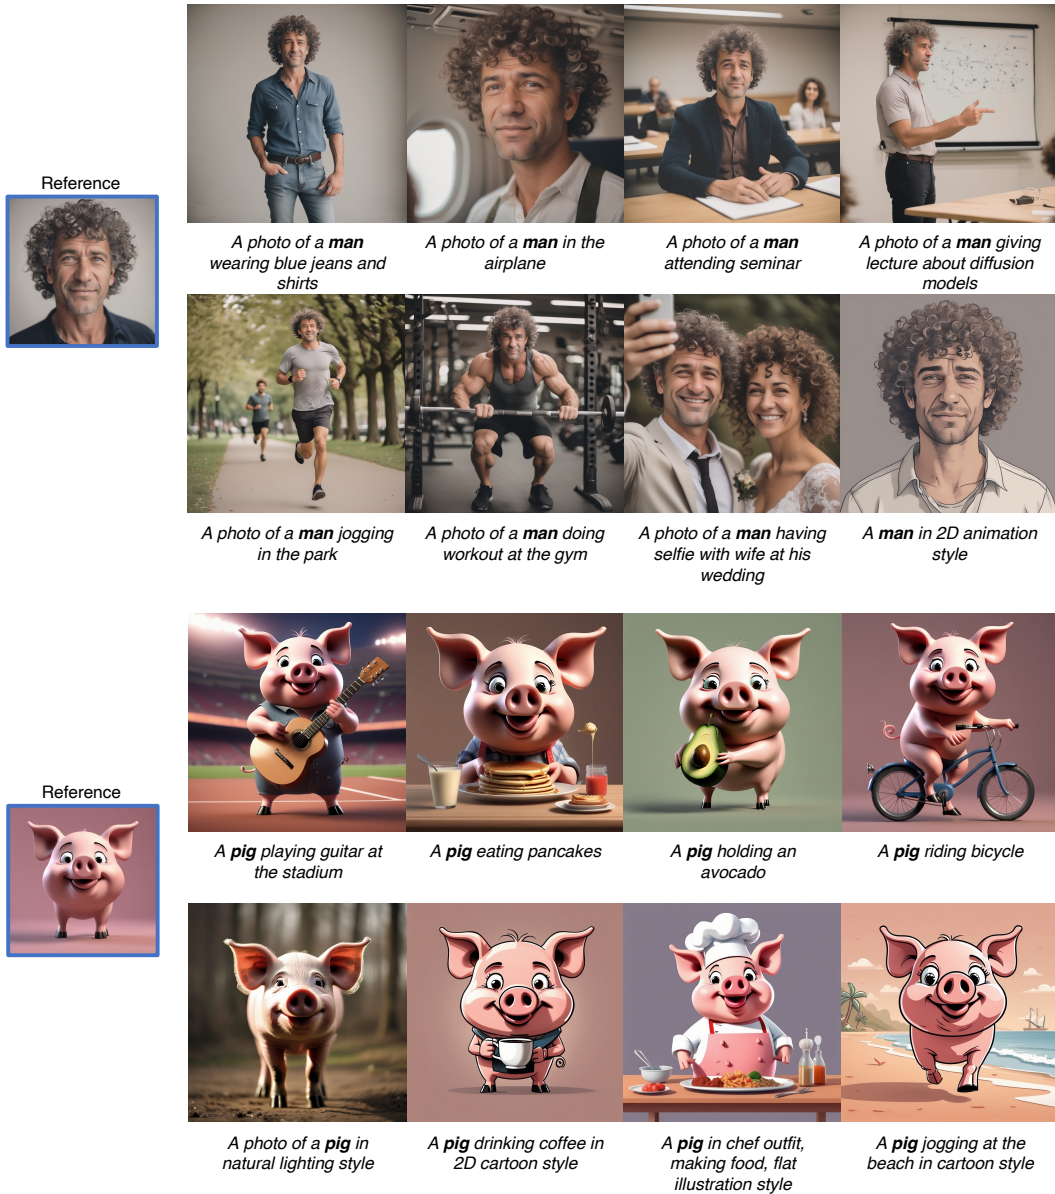 Reference
A photo of a man
wearing blue jeans and
shirts
A photo of a man in the
airplane
A photo of a man
attending seminar
A photo of a man giving
lecture about diffusion
models
A photo of a man jogging
in the park
A photo of a man doing
workout at the gym
A photo of a man having
selfie with wife at his
wedding
A man in 2D animation
style
Reference
A pig playing guitar at
the stadium
A pig eating pancakes
A pig holding an
avocado
A pig riding bicycle
A photo of a pig in
natural lighting style
A pig drinking coffee in
2D cartoon style
A pig in chef outfit,
making food, flat
illustration style
A pig jogging at the
beach in cartoon style